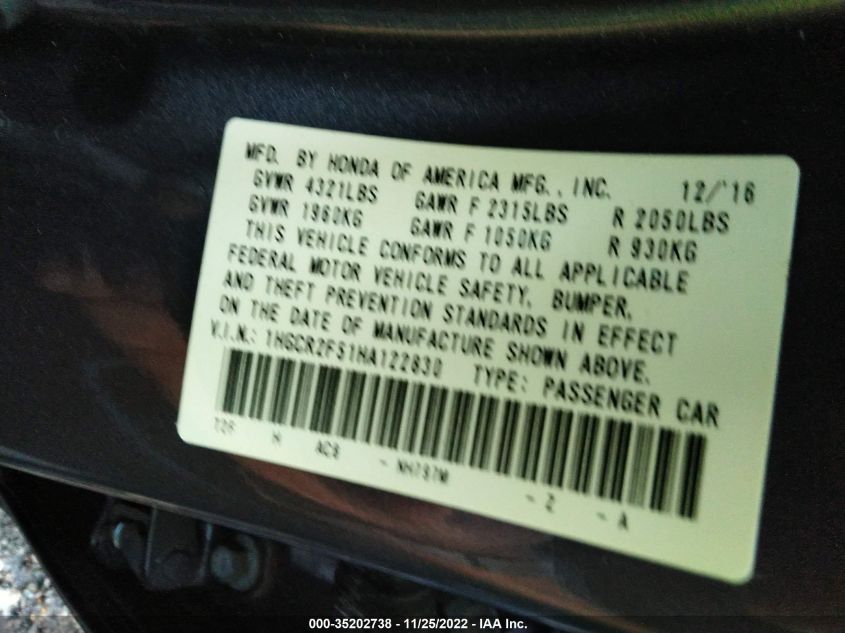 MFD. BY HONDA OF AMERICA MFG., INC. 12/'16
GVWR 4321LBS GAWR F 2315LBS R 2050LBS
GVWR 1960KG GAWR F 1050KG R 930KG
THIS VEHICLE CONFORMS TO ALL APPLICABLE
FEDERAL MOTOR VEHICLE SAFETY, BUMPER,
AND THEFT PREVENTION STANDARDS IN EFFECT
ON THE DATE OF MANUFACTURE SHOWN ABOVE.
V.I.N.: 1HGCR2F51HA122830 TYPE: PASSENGER CAR
T2F H AC9 - NH797M - 2 - A
000-35202738 - 11/25/2022 - IAA Inc.